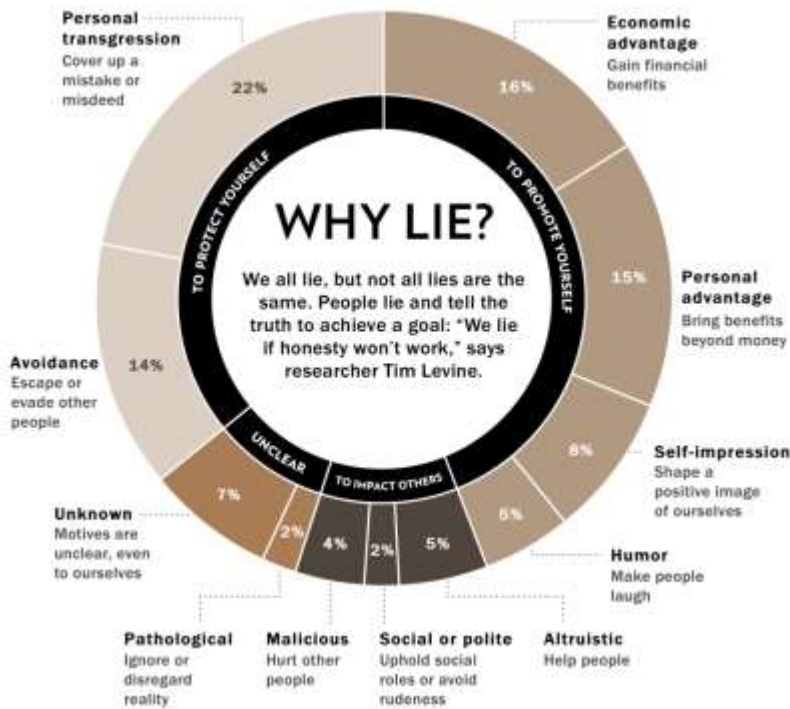 Personal
transgression
Cover up a
mistake or
misdeed
22%
Economic
advantage
Gain financial
benefits
16%
TO PROTECT YOURSELF
TO PROMOTE YOURSELF
WHY LIE?
We all lie, but not all lies are the
same. People lie and tell the
truth to achieve a goal: “We lie
if honesty won’t work,” says
researcher Tim Levine.
15%
Personal
advantage
Bring benefits
beyond money
Avoidance
Escape or
evade other
people
14%
UNCLEAR
TO IMPACT OTHERS
8%
Self-impression
Shape a
positive image
of ourselves
Unknown
Motives are
unclear, even
to ourselves
7%
2%
4%
2%
5%
5%
Humor
Make people
laugh
Pathological
Ignore or
disregard
reality
Malicious
Hurt other
people
Social or polite
Uphold social
roles or avoid
rudeness
Altruistic
Help people